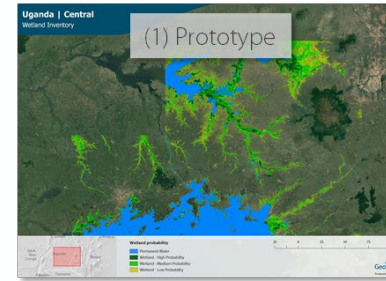 Uganda | Central
Wetland Inventory
(1) Prototype
Wetland probability
Permanent Water
Wetland - High Probability
Wetland - Medium Probability
Wetland - Low Probability